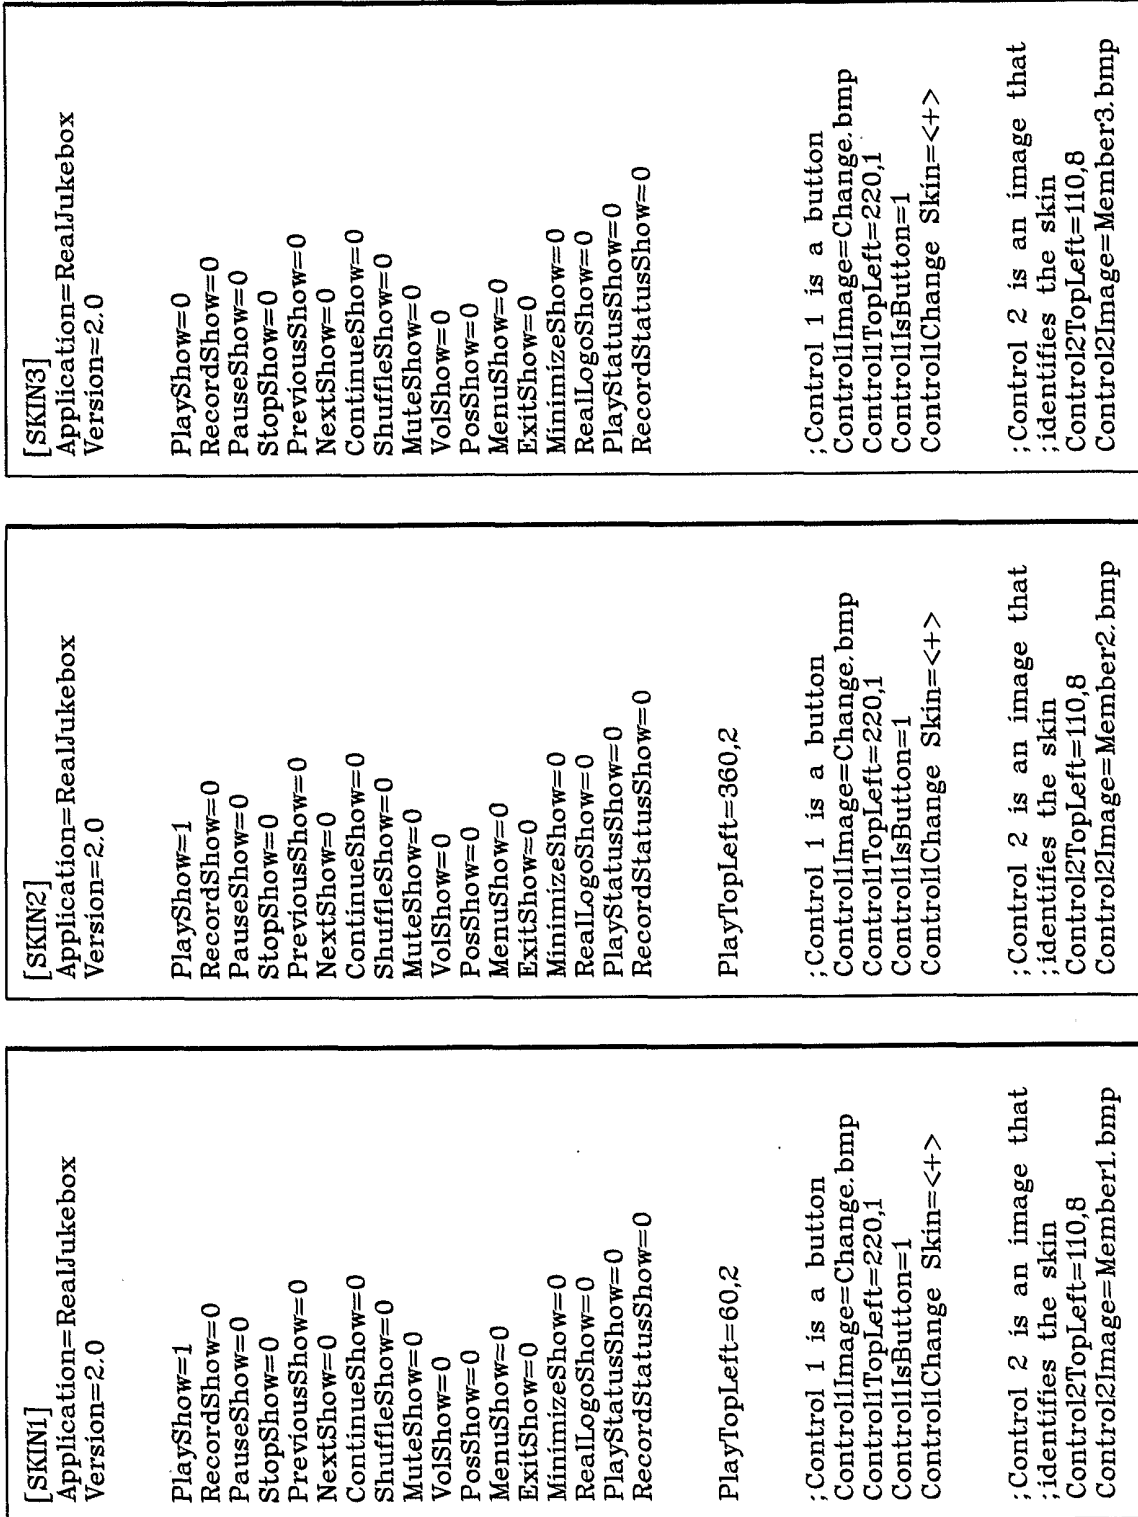 [SKIN1]
Application=RealJukebox
Version=2.0
PlayShow=1
RecordShow=0
PauseShow=0
StopShow=0
PreviousShow=0
NextShow=0
ContinueShow=0
ShuffleShow=0
MuteShow=0
VolShow=0
PosShow=0
MenuShow=0
ExitShow=0
MinimizeShow=0
RealLogoShow=0
PlayStatusShow=0
RecordStatusShow=0
PlayTopLeft=60,2
;Control 1 is a button
Control1Image=Change.bmp
Control1TopLeft=220,1
Control1IsButton=1
Control1Change Skin=<+>
;Control 2 is an image that
;identifies the skin
Control2TopLeft=110,8
Control2Image=Member1.bmp
[SKIN2]
Application=RealJukebox
Version=2.0
PlayShow=1
RecordShow=0
PauseShow=0
StopShow=0
PreviousShow=0
NextShow=0
ContinueShow=0
ShuffleShow=0
MuteShow=0
VolShow=0
PosShow=0
MenuShow=0
ExitShow=0
MinimizeShow=0
RealLogoShow=0
PlayStatusShow=0
RecordStatusShow=0
PlayTopLeft=360,2
;Control 1 is a button
Control1Image=Change.bmp
Control1TopLeft=220,1
Control1IsButton=1
Control1Change Skin=<+>
;Control 2 is an image that
;identifies the skin
Control2TopLeft=110,8
Control2Image=Member2.bmp
[SKIN3]
Application=RealJukebox
Version=2.0
PlayShow=0
RecordShow=0
PauseShow=0
StopShow=0
PreviousShow=0
NextShow=0
ContinueShow=0
ShuffleShow=0
MuteShow=0
VolShow=0
PosShow=0
MenuShow=0
ExitShow=0
MinimizeShow=0
RealLogoShow=0
PlayStatusShow=0
RecordStatusShow=0
;Control 1 is a button
Control1Image=Change.bmp
Control1TopLeft=220,1
Control1IsButton=1
Control1Change Skin=<+>
;Control 2 is an image that
;identifies the skin
Control2TopLeft=110,8
Control2Image=Member3.bmp